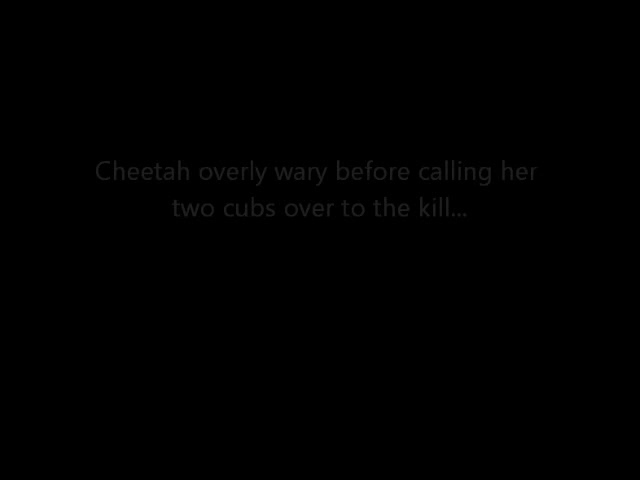 Cheetah overly wary before calling her
two cubs over to the kill...